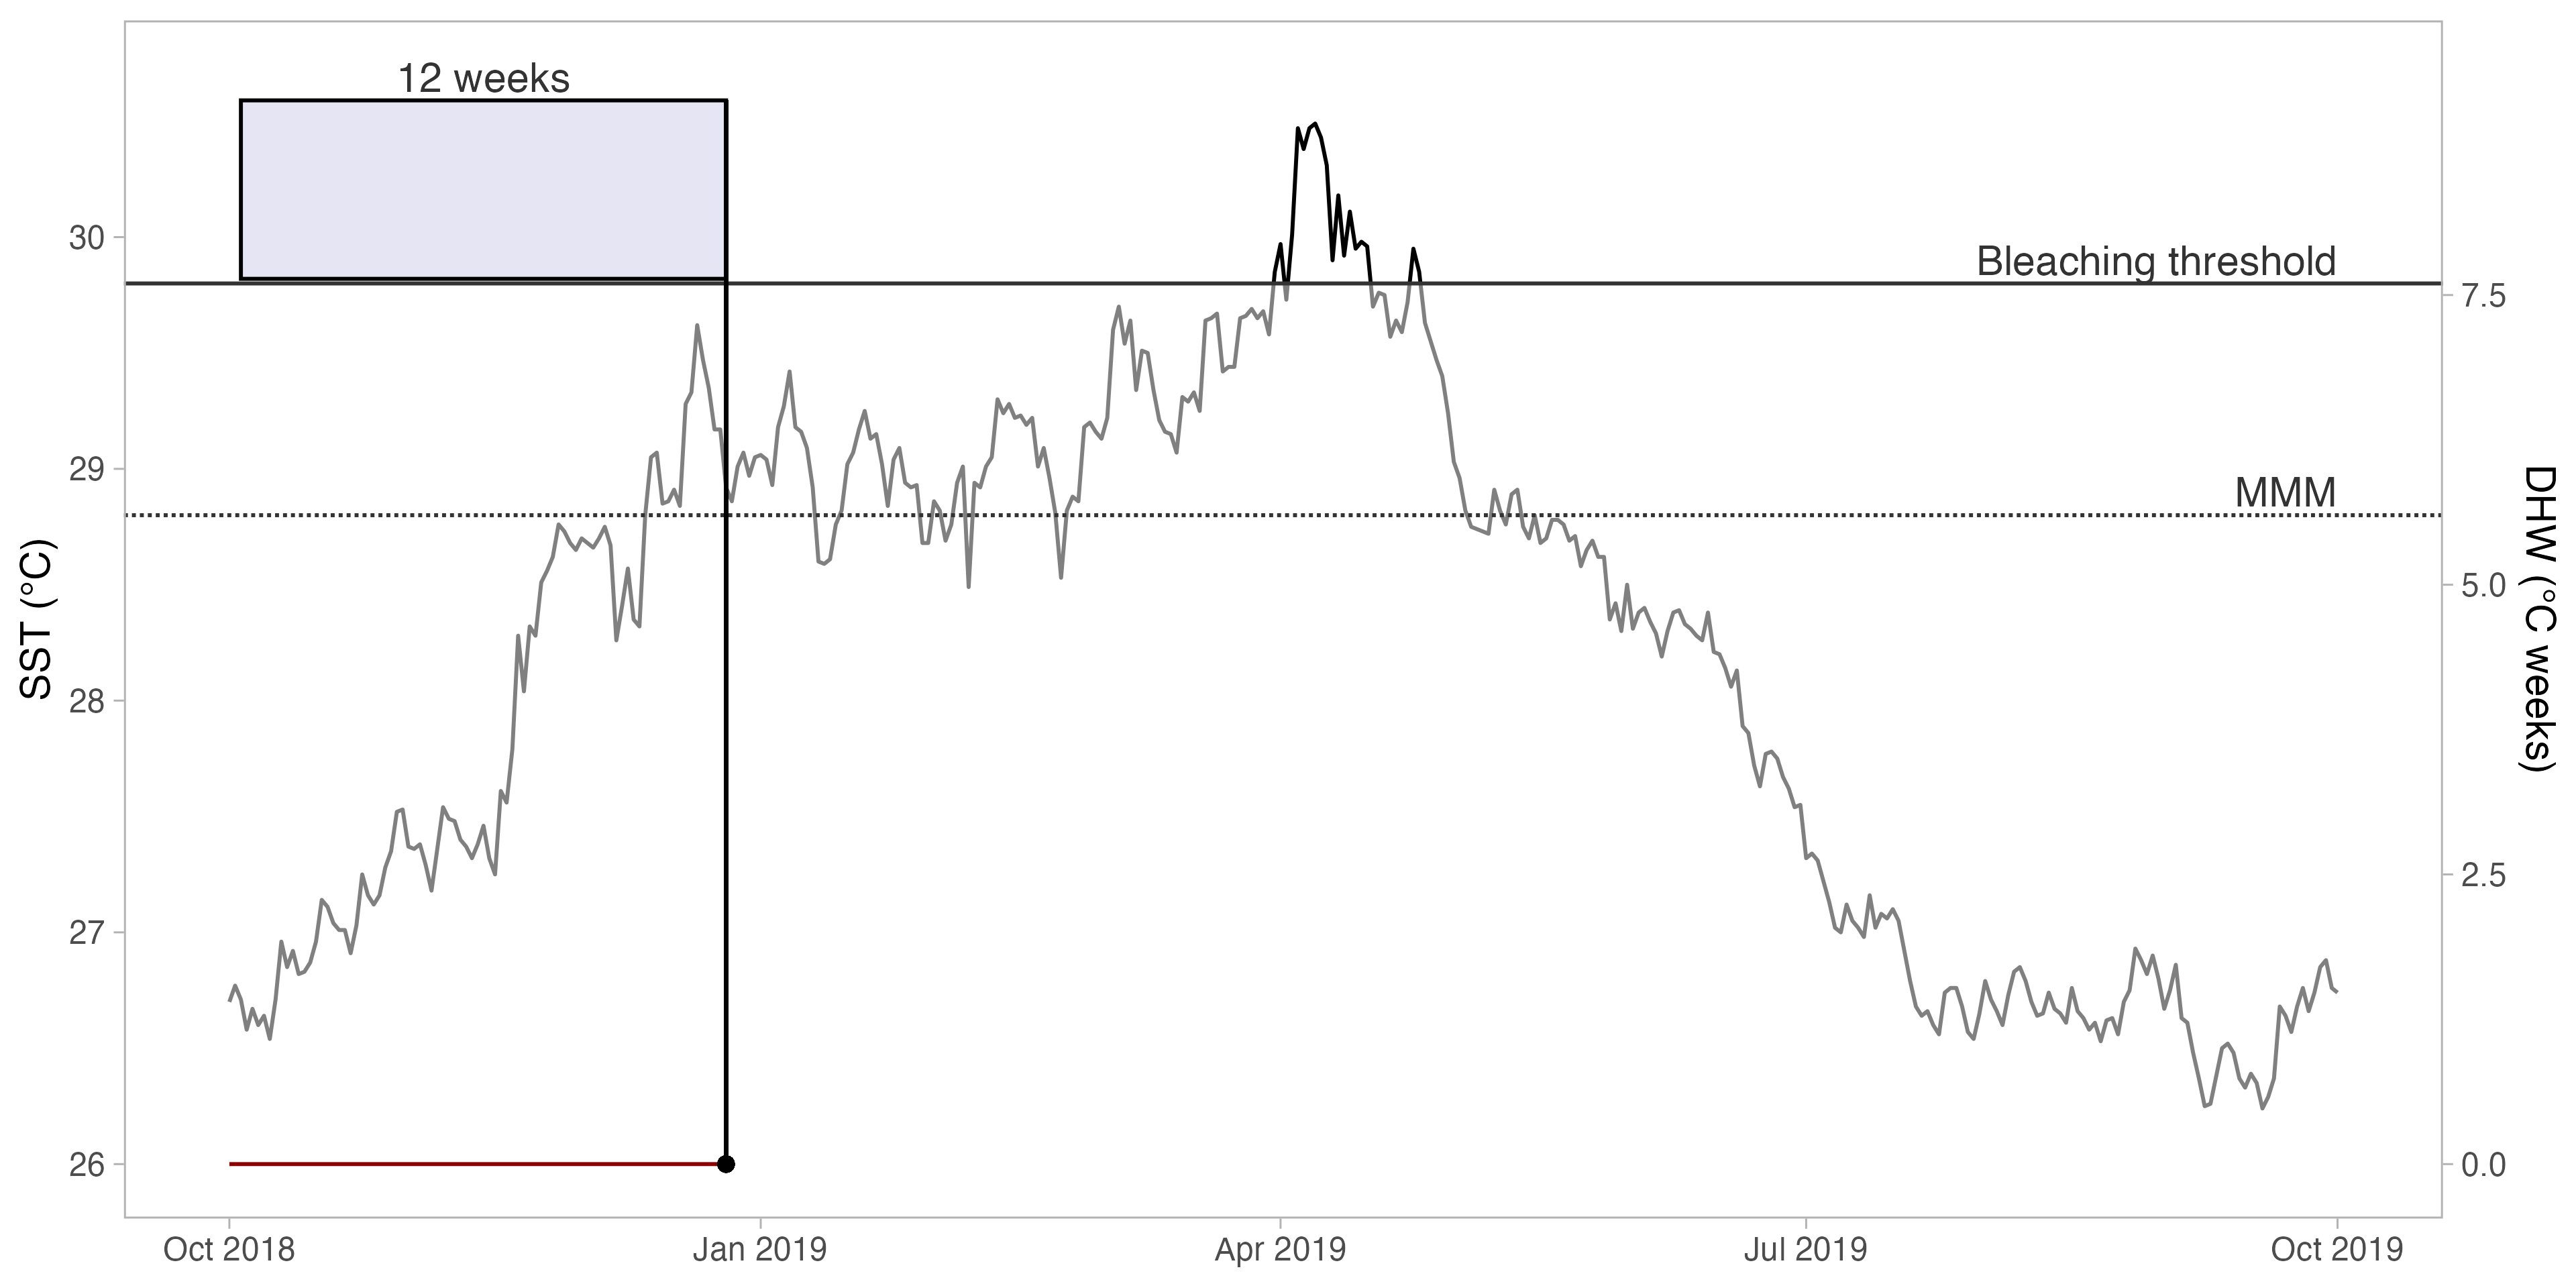 12 weeks
30
Bleaching threshold
7.5
29
MMM
SST (°C)
DHW (°C weeks)
5.0
28
2.5
27
26
0.0
Oct 2018
Jan 2019
Apr 2019
Jul 2019
Oct 2019